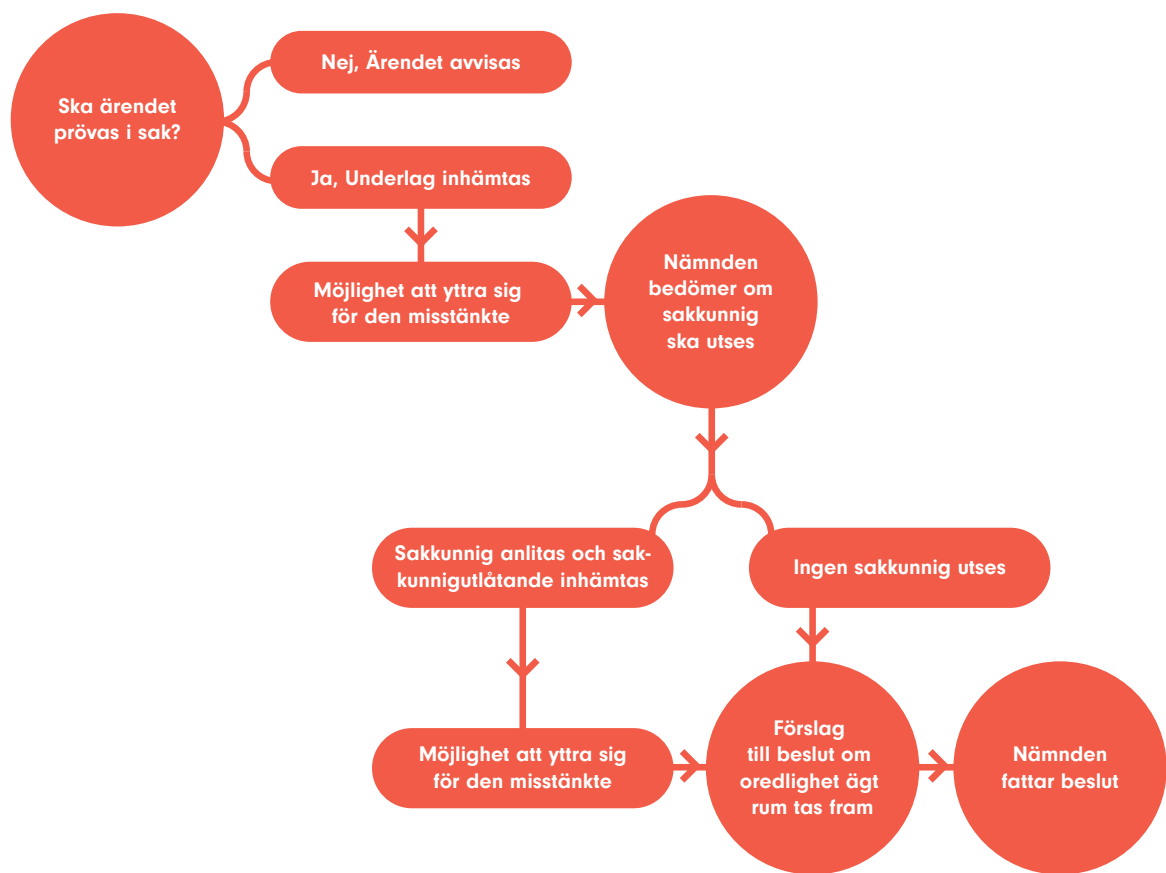 Ska ärendet
prövas i sak?
Nej, Ärendet avvisas
Ja, Underlag inhämtas
Möjlighet att yttra sig
för den misstänkte
Nämnden
bedömer om
sakkunnig
ska utses
Sakkunnig anlitas och sak-
kunnigutlåtande inhämtas
Ingen sakkunnig utses
Möjlighet att yttra sig
för den misstänkte
Förslag
till beslut om
oredlighet ägt
rum tas fram
Nämnden
fattar beslut